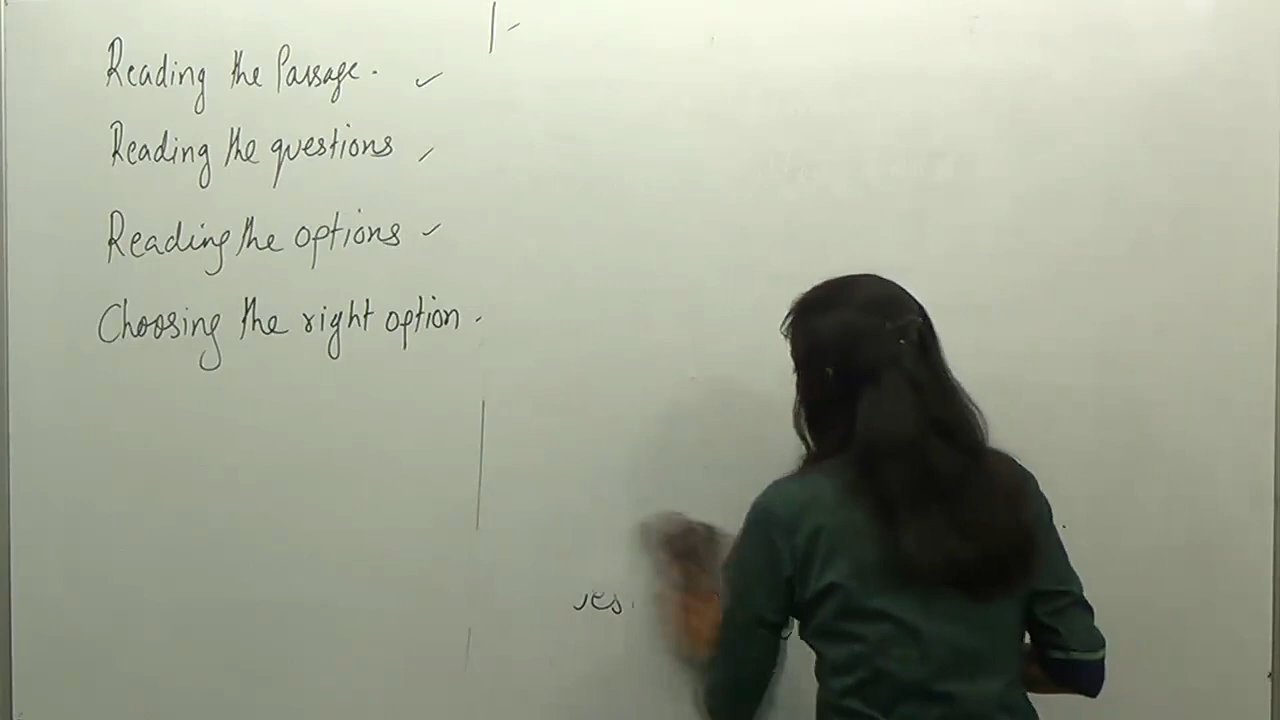 Reading the Passage.
Reading the questions
Reading the options
Choosing the right option.